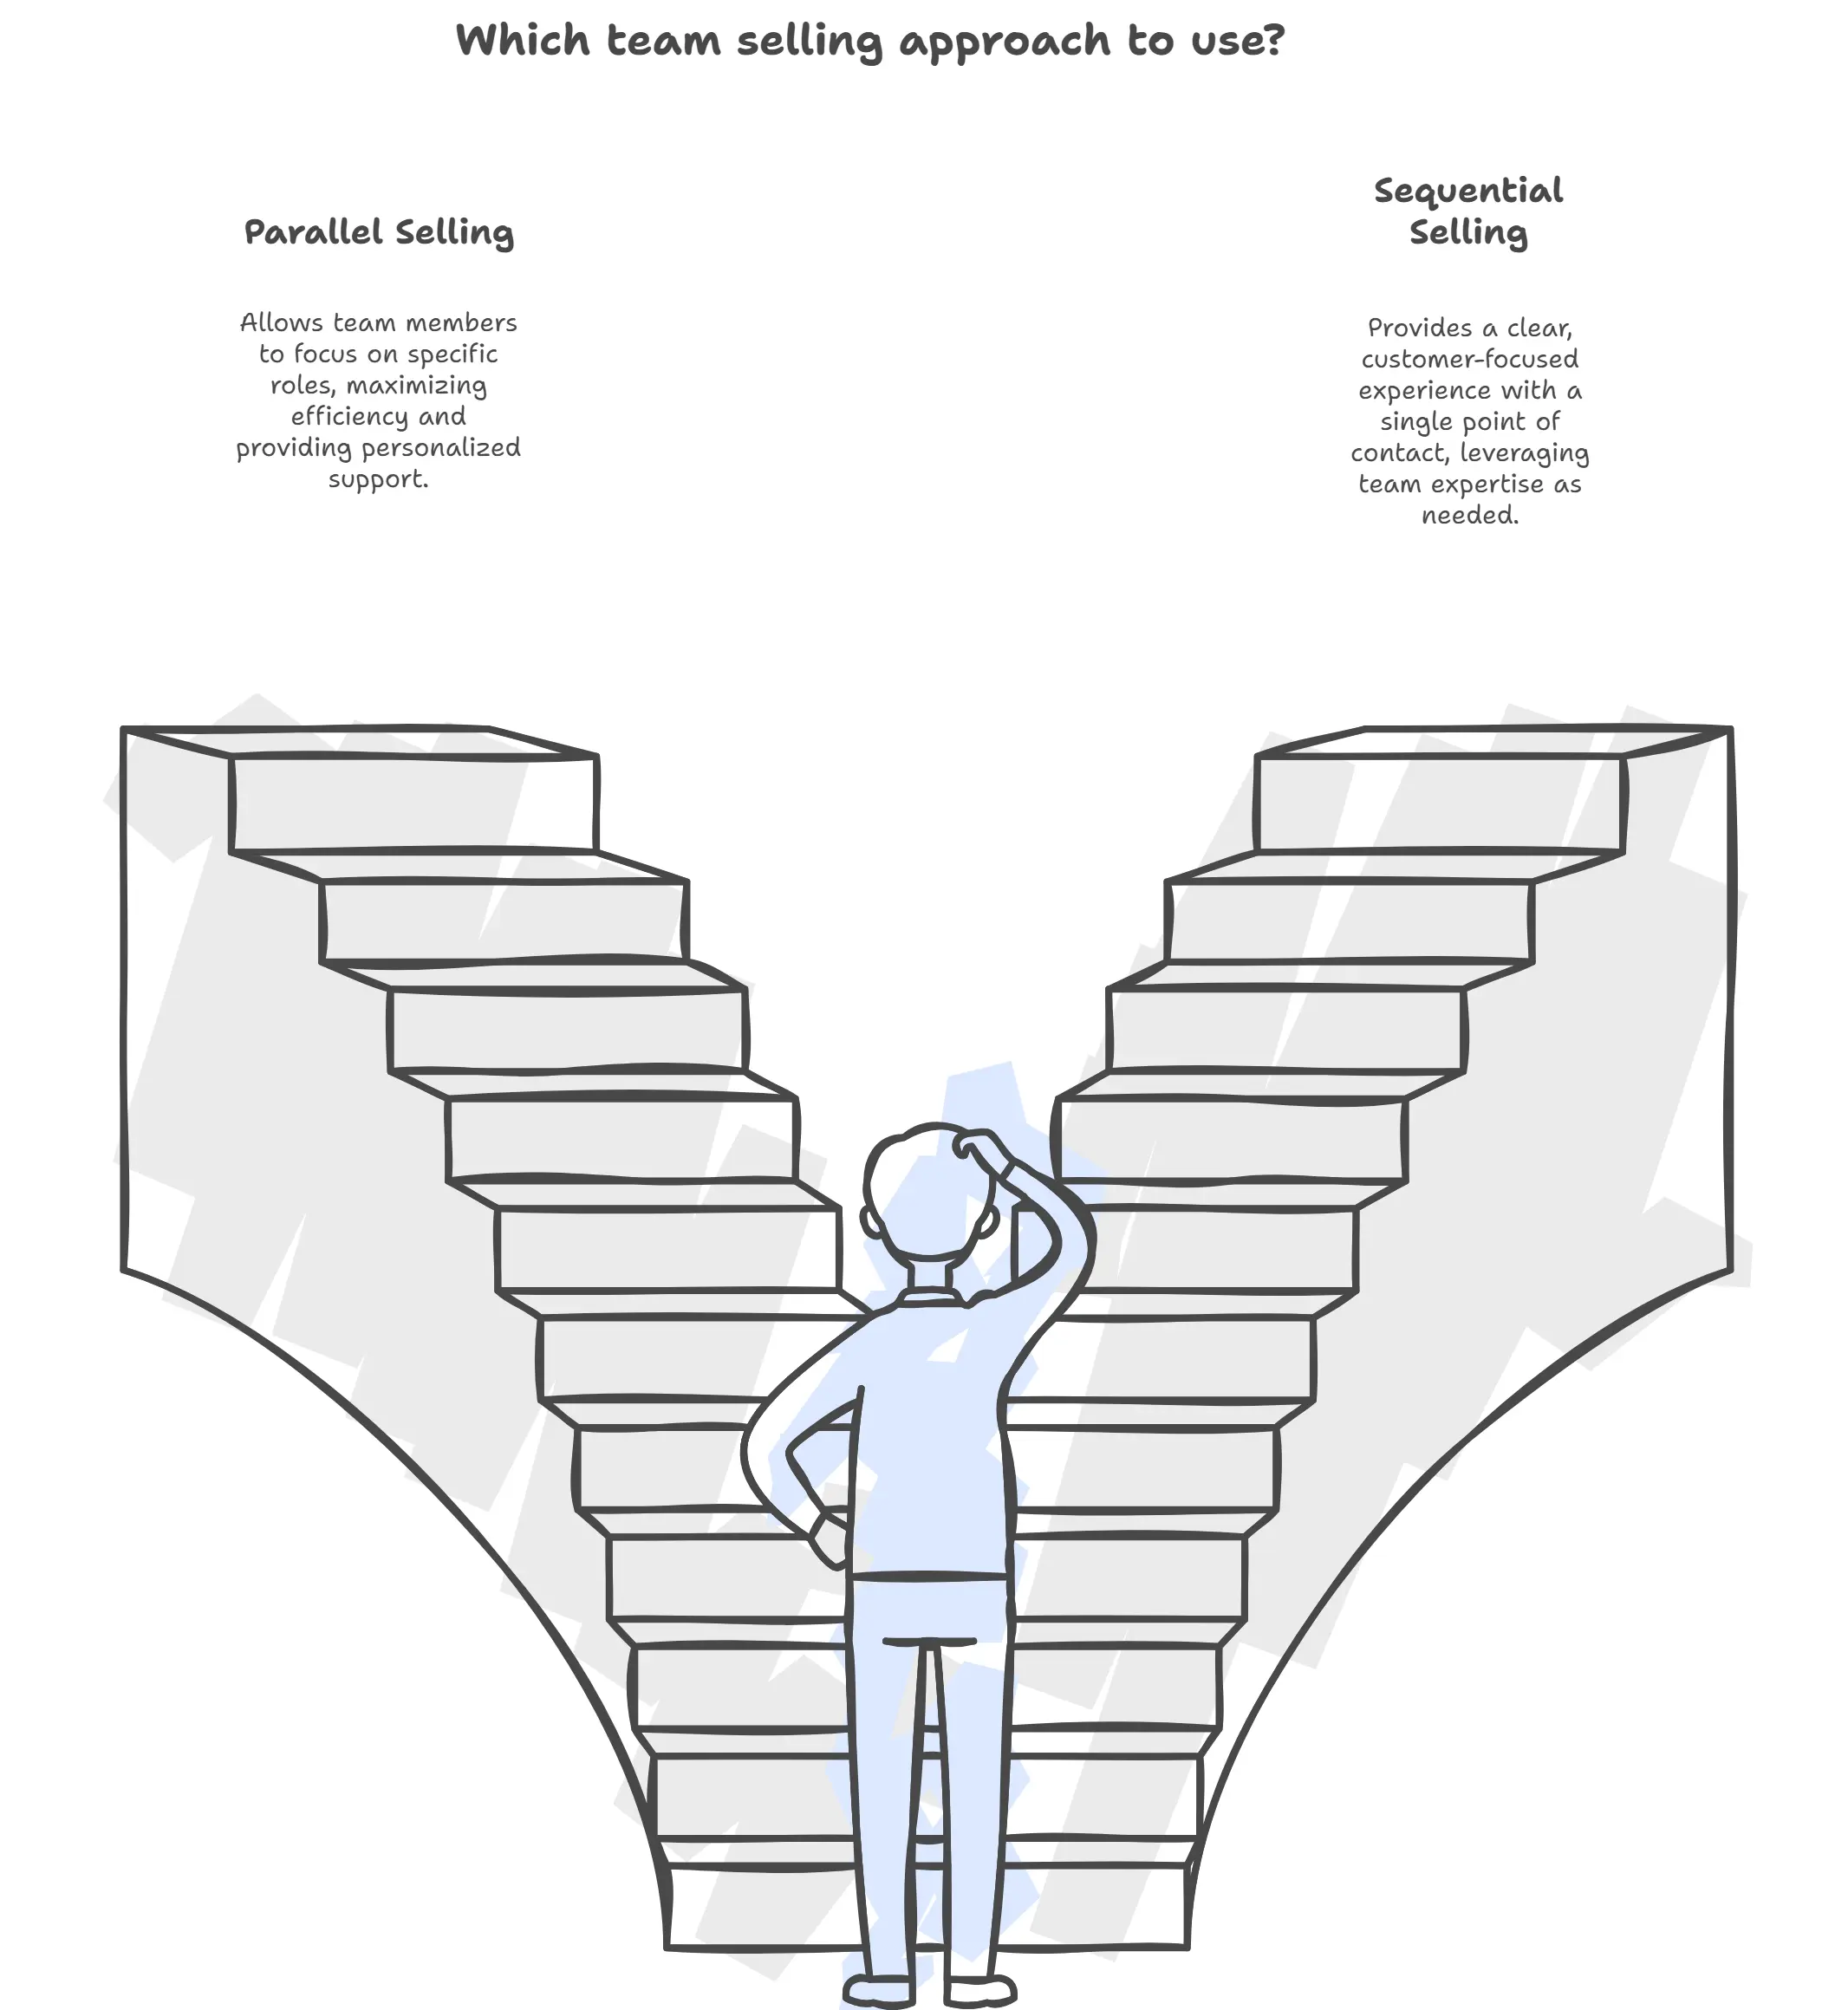 Which team selling approach to use?
Parallel Selling
Allows team members
to focus on specific
roles, maximizing
efficiency and
providing personalized
support.
Sequential
Selling
Provides a clear,
customer-focused
experience with a
single point of
contact, leveraging
team expertise as
needed.